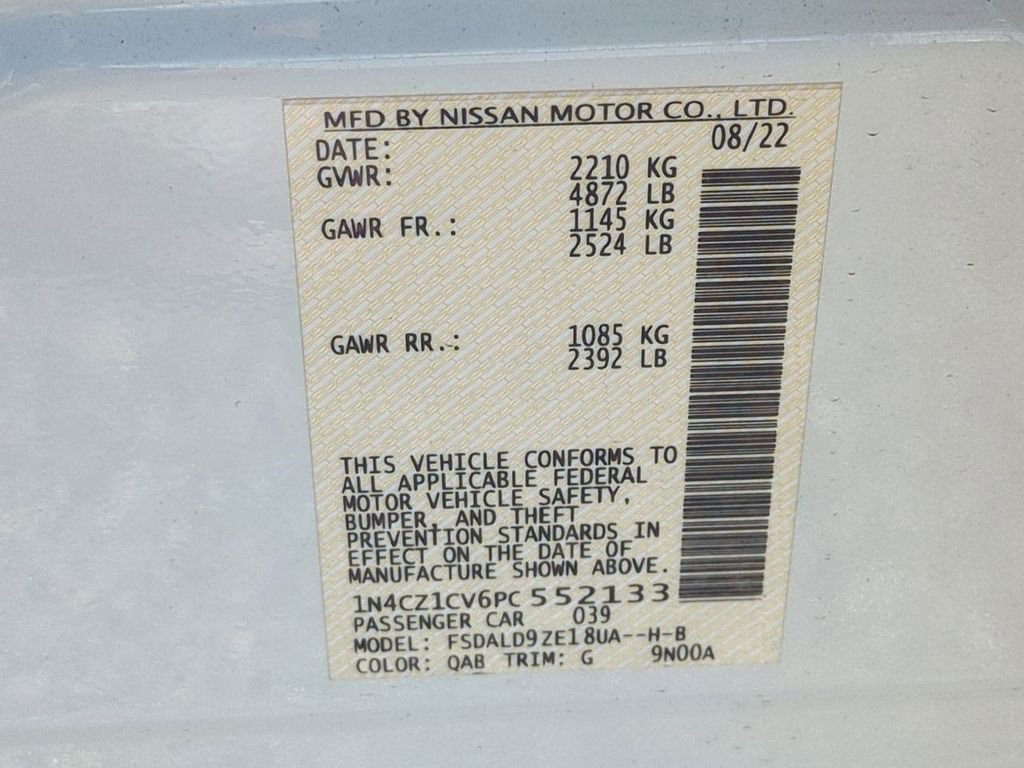 MFD BY NISSAN MOTOR CO., LTD.
DATE: 08/22
GVWR: 2210 KG
4872 LB
GAWR FR.: 1145 KG
2524 LB
GAWR RR.: 1085 KG
2392 LB
THIS VEHICLE CONFORMS TO
ALL APPLICABLE FEDERAL
MOTOR VEHICLE SAFETY,
BUMPER, AND THEFT
PREVENTION STANDARDS IN
EFFECT ON THE DATE OF
MANUFACTURE SHOWN ABOVE.
1N4CZ1CV6PC552133
PASSENGER CAR 039
MODEL: FSDALD9ZE18UA--H-B
COLOR: QAB TRIM: G 9N00A